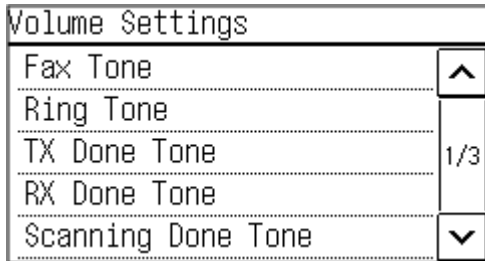 Volume Settings
Fax Tone
Ring Tone
TX Done Tone
1/3
RX Done Tone
Scanning Done Tone